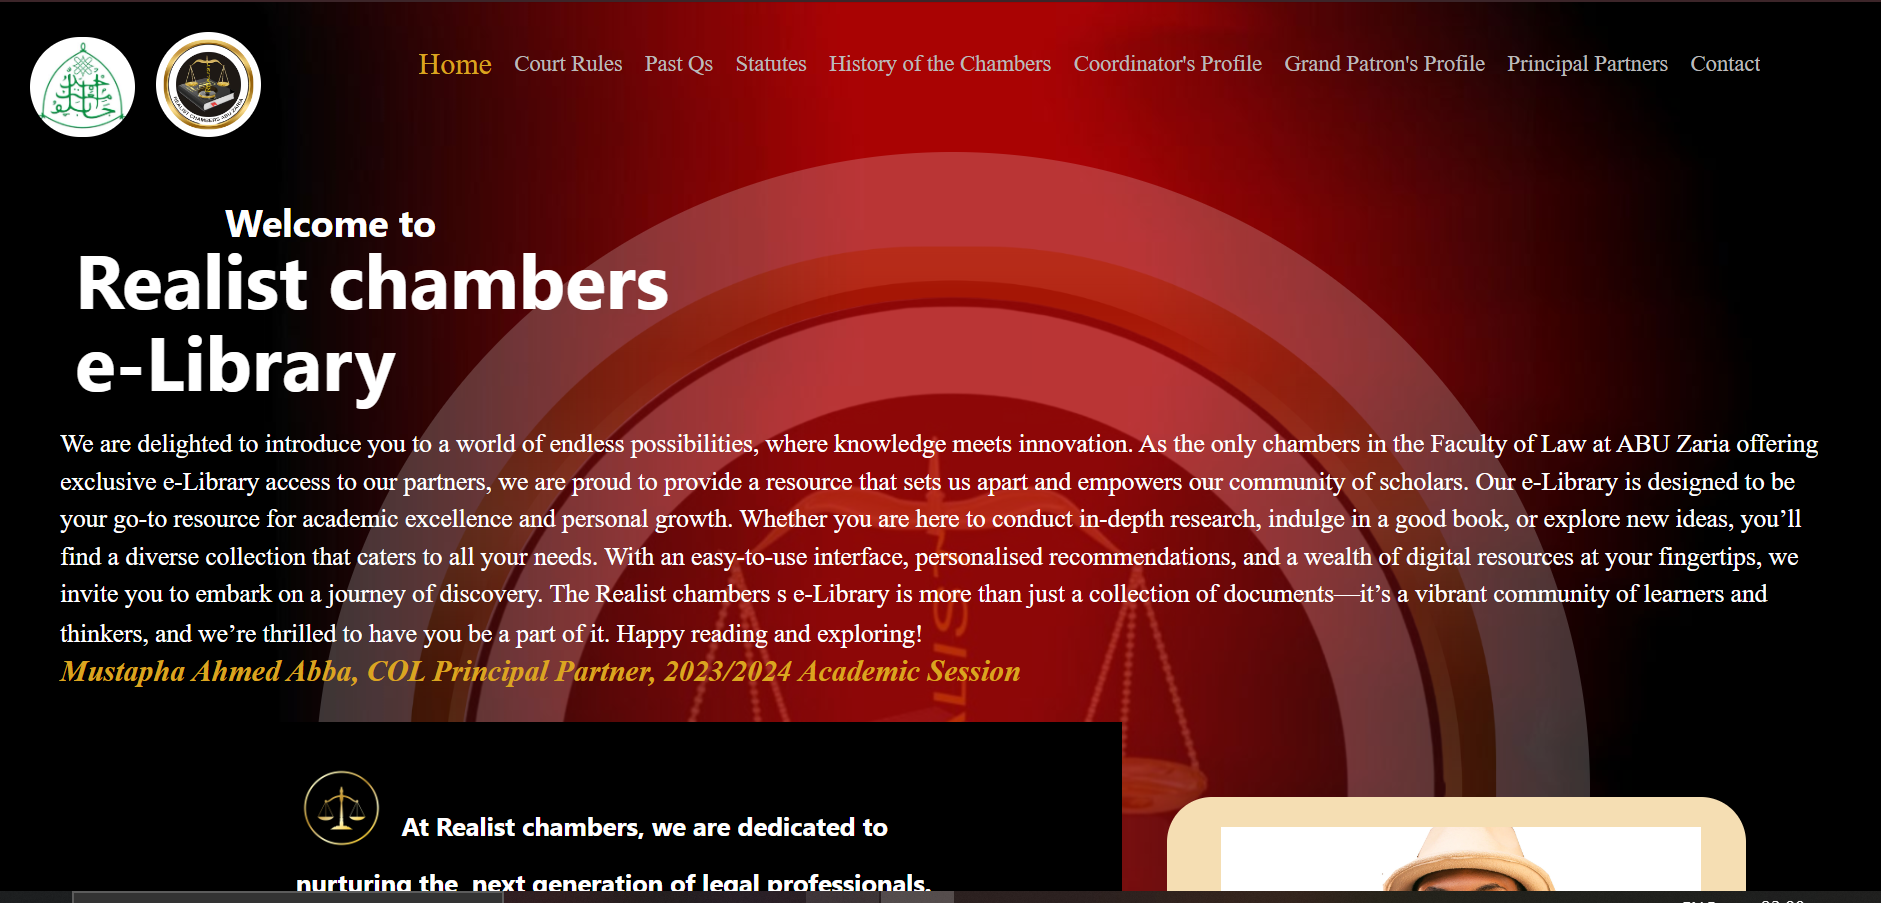 Home Court Rules Past Qs Statutes History of the Chambers Coordinator's Profile Grand Patron's Profile Principal Partners Contact
REALIST CHAMBERS ABU ZARIA
Welcome to
Realist chambers
e-Library
We are delighted to introduce you to a world of endless possibilities, where knowledge meets innovation. As the only chambers in the Faculty of Law at ABU Zaria offering
exclusive e-Library access to our partners, we are proud to provide a resource that sets us apart and empowers our community of scholars. Our e-Library is designed to be
your go-to resource for academic excellence and personal growth. Whether you are here to conduct in-depth research, indulge in a good book, or explore new ideas, you’ll
find a diverse collection that caters to all your needs. With an easy-to-use interface, personalised recommendations, and a wealth of digital resources at your fingertips, we
invite you to embark on a journey of discovery. The Realist chambers s e-Library is more than just a collection of documents—it’s a vibrant community of learners and
thinkers, and we’re thrilled to have you be a part of it. Happy reading and exploring!
Mustapha Ahmed Abba, COL Principal Partner, 2023/2024 Academic Session
At Realist chambers, we are dedicated to
nurturing the next generation of legal professionals.